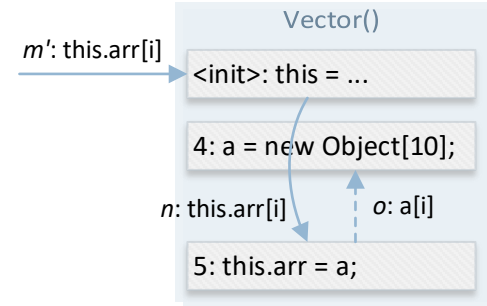 Vector()
m': this.arr[i]
<init>: this = ...
4: a = new Object[10];
n: this.arr[i]
o: a[i]
5: this.arr = a;